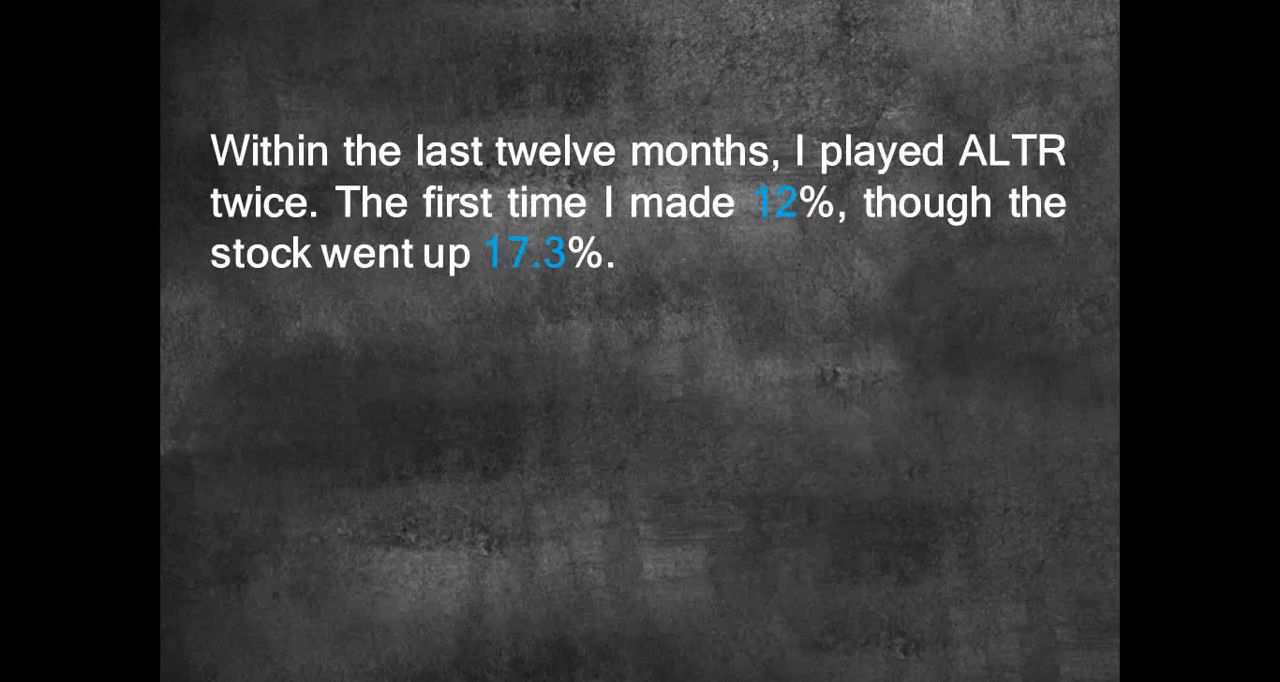 Within the last twelve months, I played ALTR
twice. The first time I made 12%, though the
stock went up 17.3%.